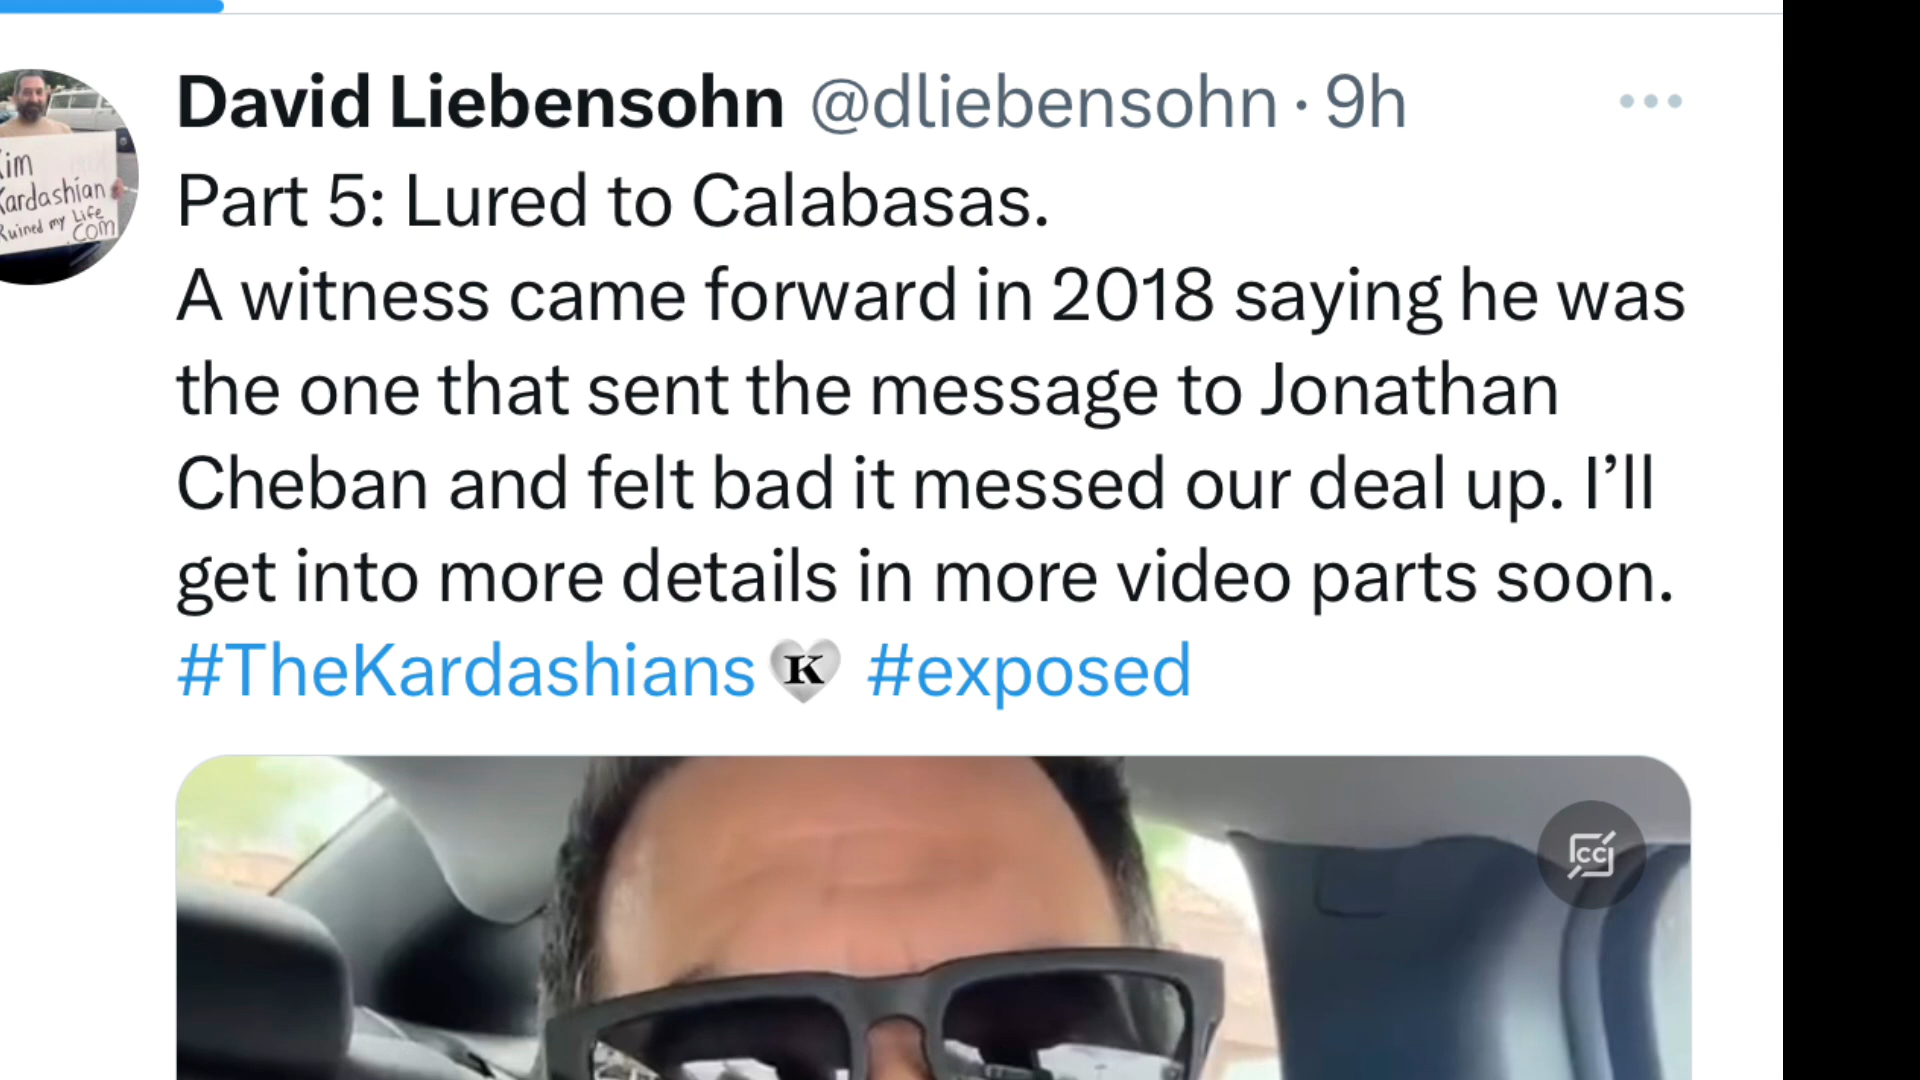 David Liebensohn @dliebensohn · 9h
Kim
Kardashian
Ruined my Life
.com
Part 5: Lured to Calabasas.
A witness came forward in 2018 saying he was
the one that sent the message to Jonathan
Cheban and felt bad it messed our deal up. I’ll
get into more details in more video parts soon.
#TheKardashians K #exposed
CC